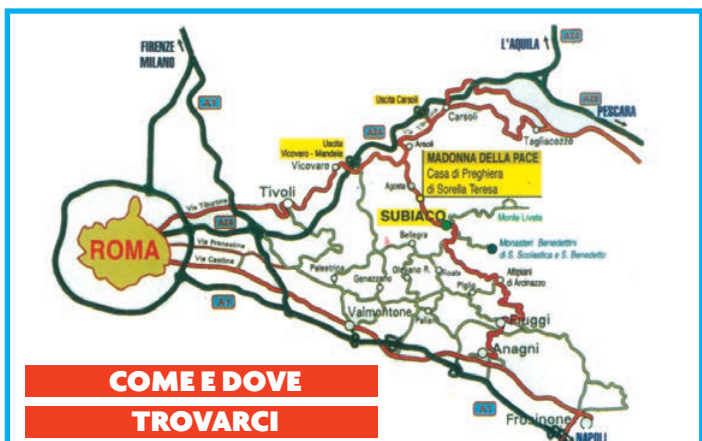 FIRENZE
MILANO
A1
L'AQUILA
A24
A25
PESCARA
Uscita Carsoli
Via Tiburtina
Carsoli
Tagliacozzo
A24
Uscita
Vicovaro - Mandela
Vicovaro
Arsoli
MADONNA DELLA PACE
Casa di Preghiera
di Sorella Teresa
Agosta
Tivoli
Via Tiburtina
SUBIACO
Monte Livata
A24
ROMA
Via Prenestina
Via Casilina
Bellegra
Monasteri Benedettini
di S. Scolastica e S. Benedetto
Palestrina
Genazzano
Olevano R.
Roiate
Altipiani
di Arcinazzo
Piglio
A1
Valmontone
Paliano
Fiuggi
Anagni
COME E DOVE
TROVARCI
A1
Frosinone
NAPOLI